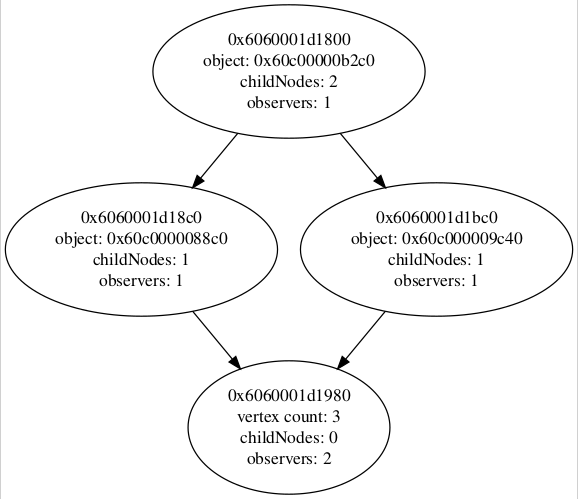 0x6060001d1800
object: 0x60c00000b2c0
childNodes: 2
observers: 1
0x6060001d18c0
object: 0x60c0000088c0
childNodes: 1
observers: 1
0x6060001d1bc0
object: 0x60c000009c40
childNodes: 1
observers: 1
0x6060001d1980
vertex count: 3
childNodes: 0
observers: 2